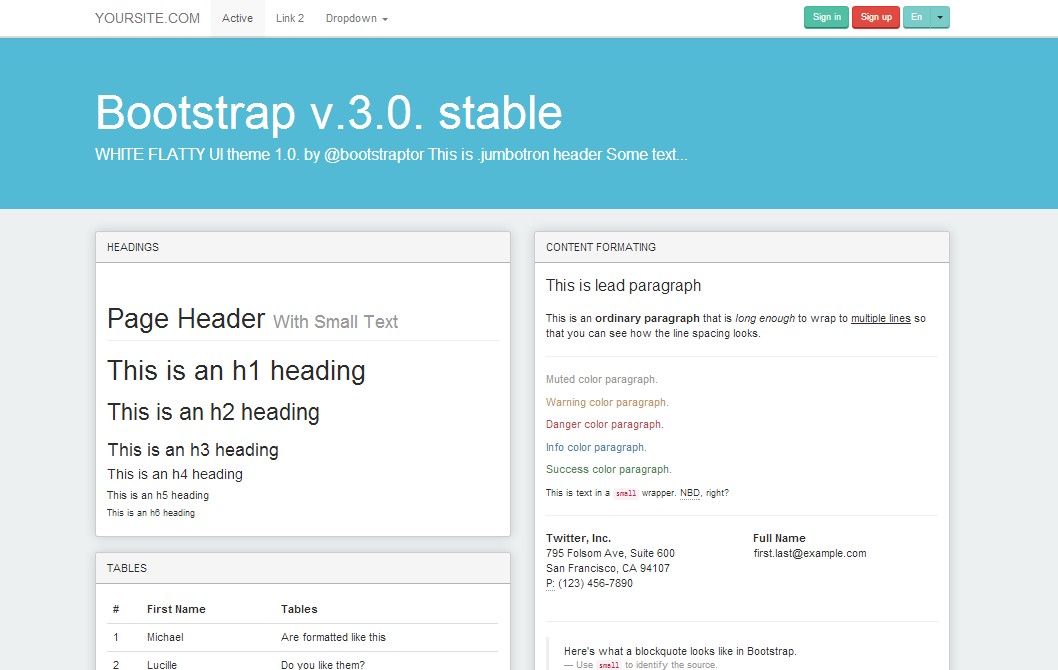 YOURSITE.COM Active Link 2 Dropdown Sign in Sign up En
Bootstrap v.3.0. stable
WHITE FLATTY UI theme 1.0. by @bootstraptor This is .jumbotron header Some text...
HEADINGS
Page Header With Small Text
This is an h1 heading
This is an h2 heading
This is an h3 heading
This is an h4 heading
This is an h5 heading
This is an h6 heading
TABLES
# First Name Tables
1 Michael Are formatted like this
2 Lucille Do you like them?
CONTENT FORMATING
This is lead paragraph
This is an ordinary paragraph that is long enough to wrap to multiple lines so
that you can see how the line spacing looks.
Muted color paragraph.
Warning color paragraph.
Danger color paragraph.
Info color paragraph.
Success color paragraph.
This is text in a small wrapper. NBD, right?
Twitter, Inc. Full Name
795 Folsom Ave, Suite 600 first.last@example.com
San Francisco, CA 94107
P: (123) 456-7890
Here's what a blockquote looks like in Bootstrap.
— Use small to identify the source.